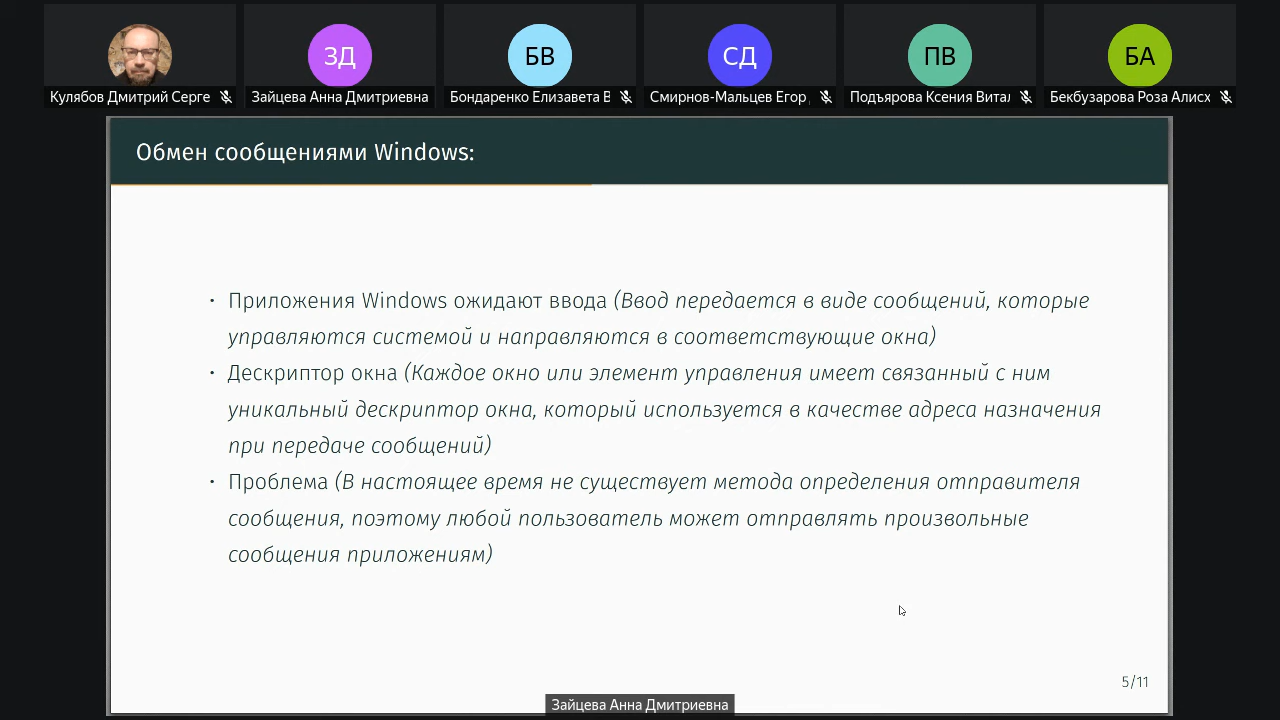 ЗД
БВ
СД
ПВ
БА
Кулябов Дмитрий Серге
Зайцева Анна Дмитриевна
Бондаренко Елизавета В
Смирнов-Мальцев Егор
Подъярова Ксения Витал
Бекбузарова Роза Алисх
Обмен сообщениями Windows:
• Приложения Windows ожидают ввода (Ввод передается в виде сообщений, которые
управляются системой и направляются в соответствующие окна)
• Дескриптор окна (Каждое окно или элемент управления имеет связанный с ним
уникальный дескриптор окна, который используется в качестве адреса назначения
при передаче сообщений)
• Проблема (В настоящее время не существует метода определения отправителя
сообщения, поэтому любой пользователь может отправлять произвольные
сообщения приложениям)
5/11
Зайцева Анна Дмитриевна